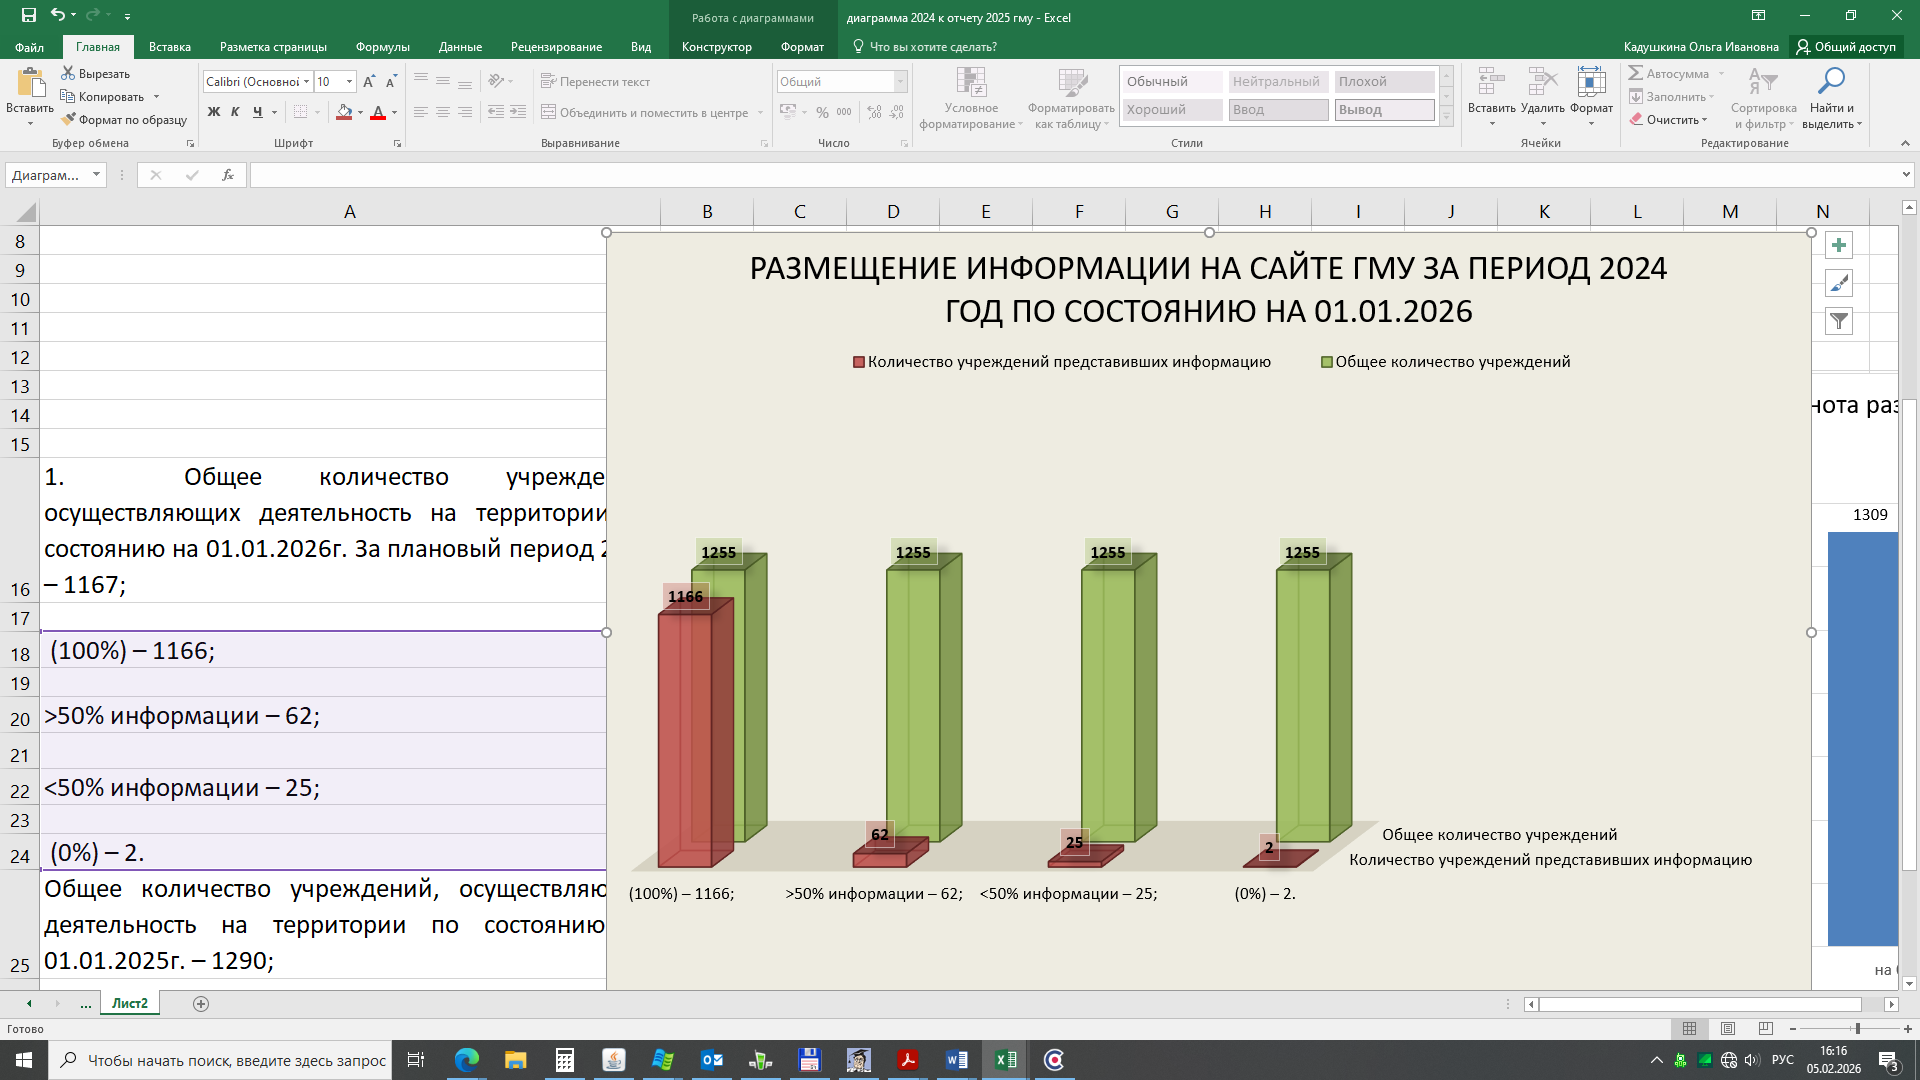 Работа с диаграммами
диаграмма 2024 к отчету 2025 гму - Excel
Файл
Главная
Вставка
Разметка страницы
Формулы
Данные
Рецензирование
Вид
Конструктор
Формат
Что вы хотите сделать?
Кадушкина Ольга Ивановна
Общий доступ
Вставить
Вырезать
Копировать
Формат по образцу
Буфер обмена
Calibri (Основної
10
Ж К Ч
Шрифт
Перенести текст
Объединить и поместить в центре
Выравнивание
Общий
% 000
Число
Условное форматирование
Форматировать как таблицу
Обычный
Нейтральный
Плохой
Хороший
Ввод
Вывод
Стили
Вставить
Удалить
Формат
Ячейки
Автосумма
Заполнить
Очистить
Сортировка и фильтр
Найти и выделить
Редактирование
Диаграм...
fx
A B C D E F G H I J K L M N
8
9
10
11
12
13
14
15
16
17
18
19
20
21
22
23
24
25
1. Общее количество учрежде
осуществляющих деятельность на территории
состоянию на 01.01.2026г. За плановый период 2
– 1167;
(100%) – 1166;
>50% информации – 62;
<50% информации – 25;
(0%) – 2.
Общее количество учреждений, осуществляю
деятельность на территории по состоянию
01.01.2025г. – 1290;
РАЗМЕЩЕНИЕ ИНФОРМАЦИИ НА САЙТЕ ГМУ ЗА ПЕРИОД 2024
ГОД ПО СОСТОЯНИЮ НА 01.01.2026
Количество учреждений представивших информацию
Общее количество учреждений
1255
1255
1255
1255
1166
62
25
2
Общее количество учреждений
Количество учреждений представивших информацию
(100%) – 1166;
>50% информации – 62;
<50% информации – 25;
(0%) – 2.
нота раз
1309
на
...
Лист2
Готово
Чтобы начать поиск, введите здесь запрос
РУС
16:16
05.02.2026
3